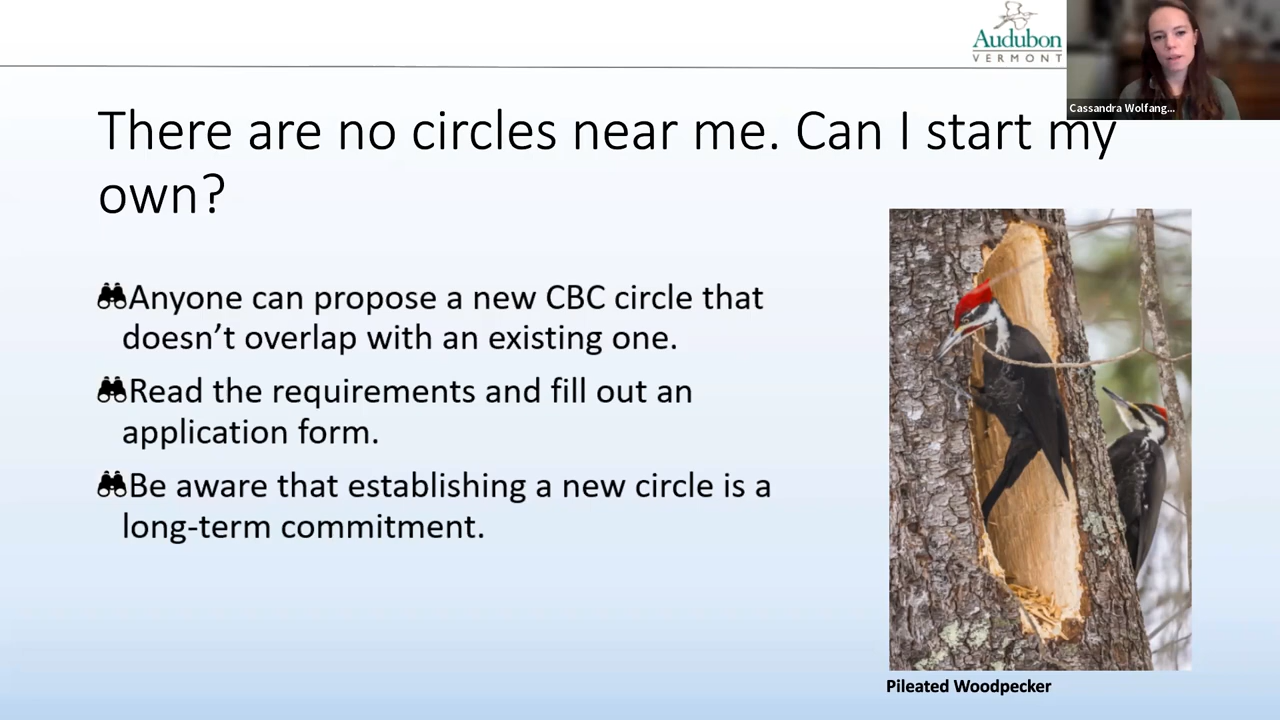 Audubon
VERMONT
Cassandra Wolfang...
There are no circles near me. Can I start my
own?
Anyone can propose a new CBC circle that
doesn’t overlap with an existing one.
Read the requirements and fill out an
application form.
Be aware that establishing a new circle is a
long-term commitment.
Pileated Woodpecker